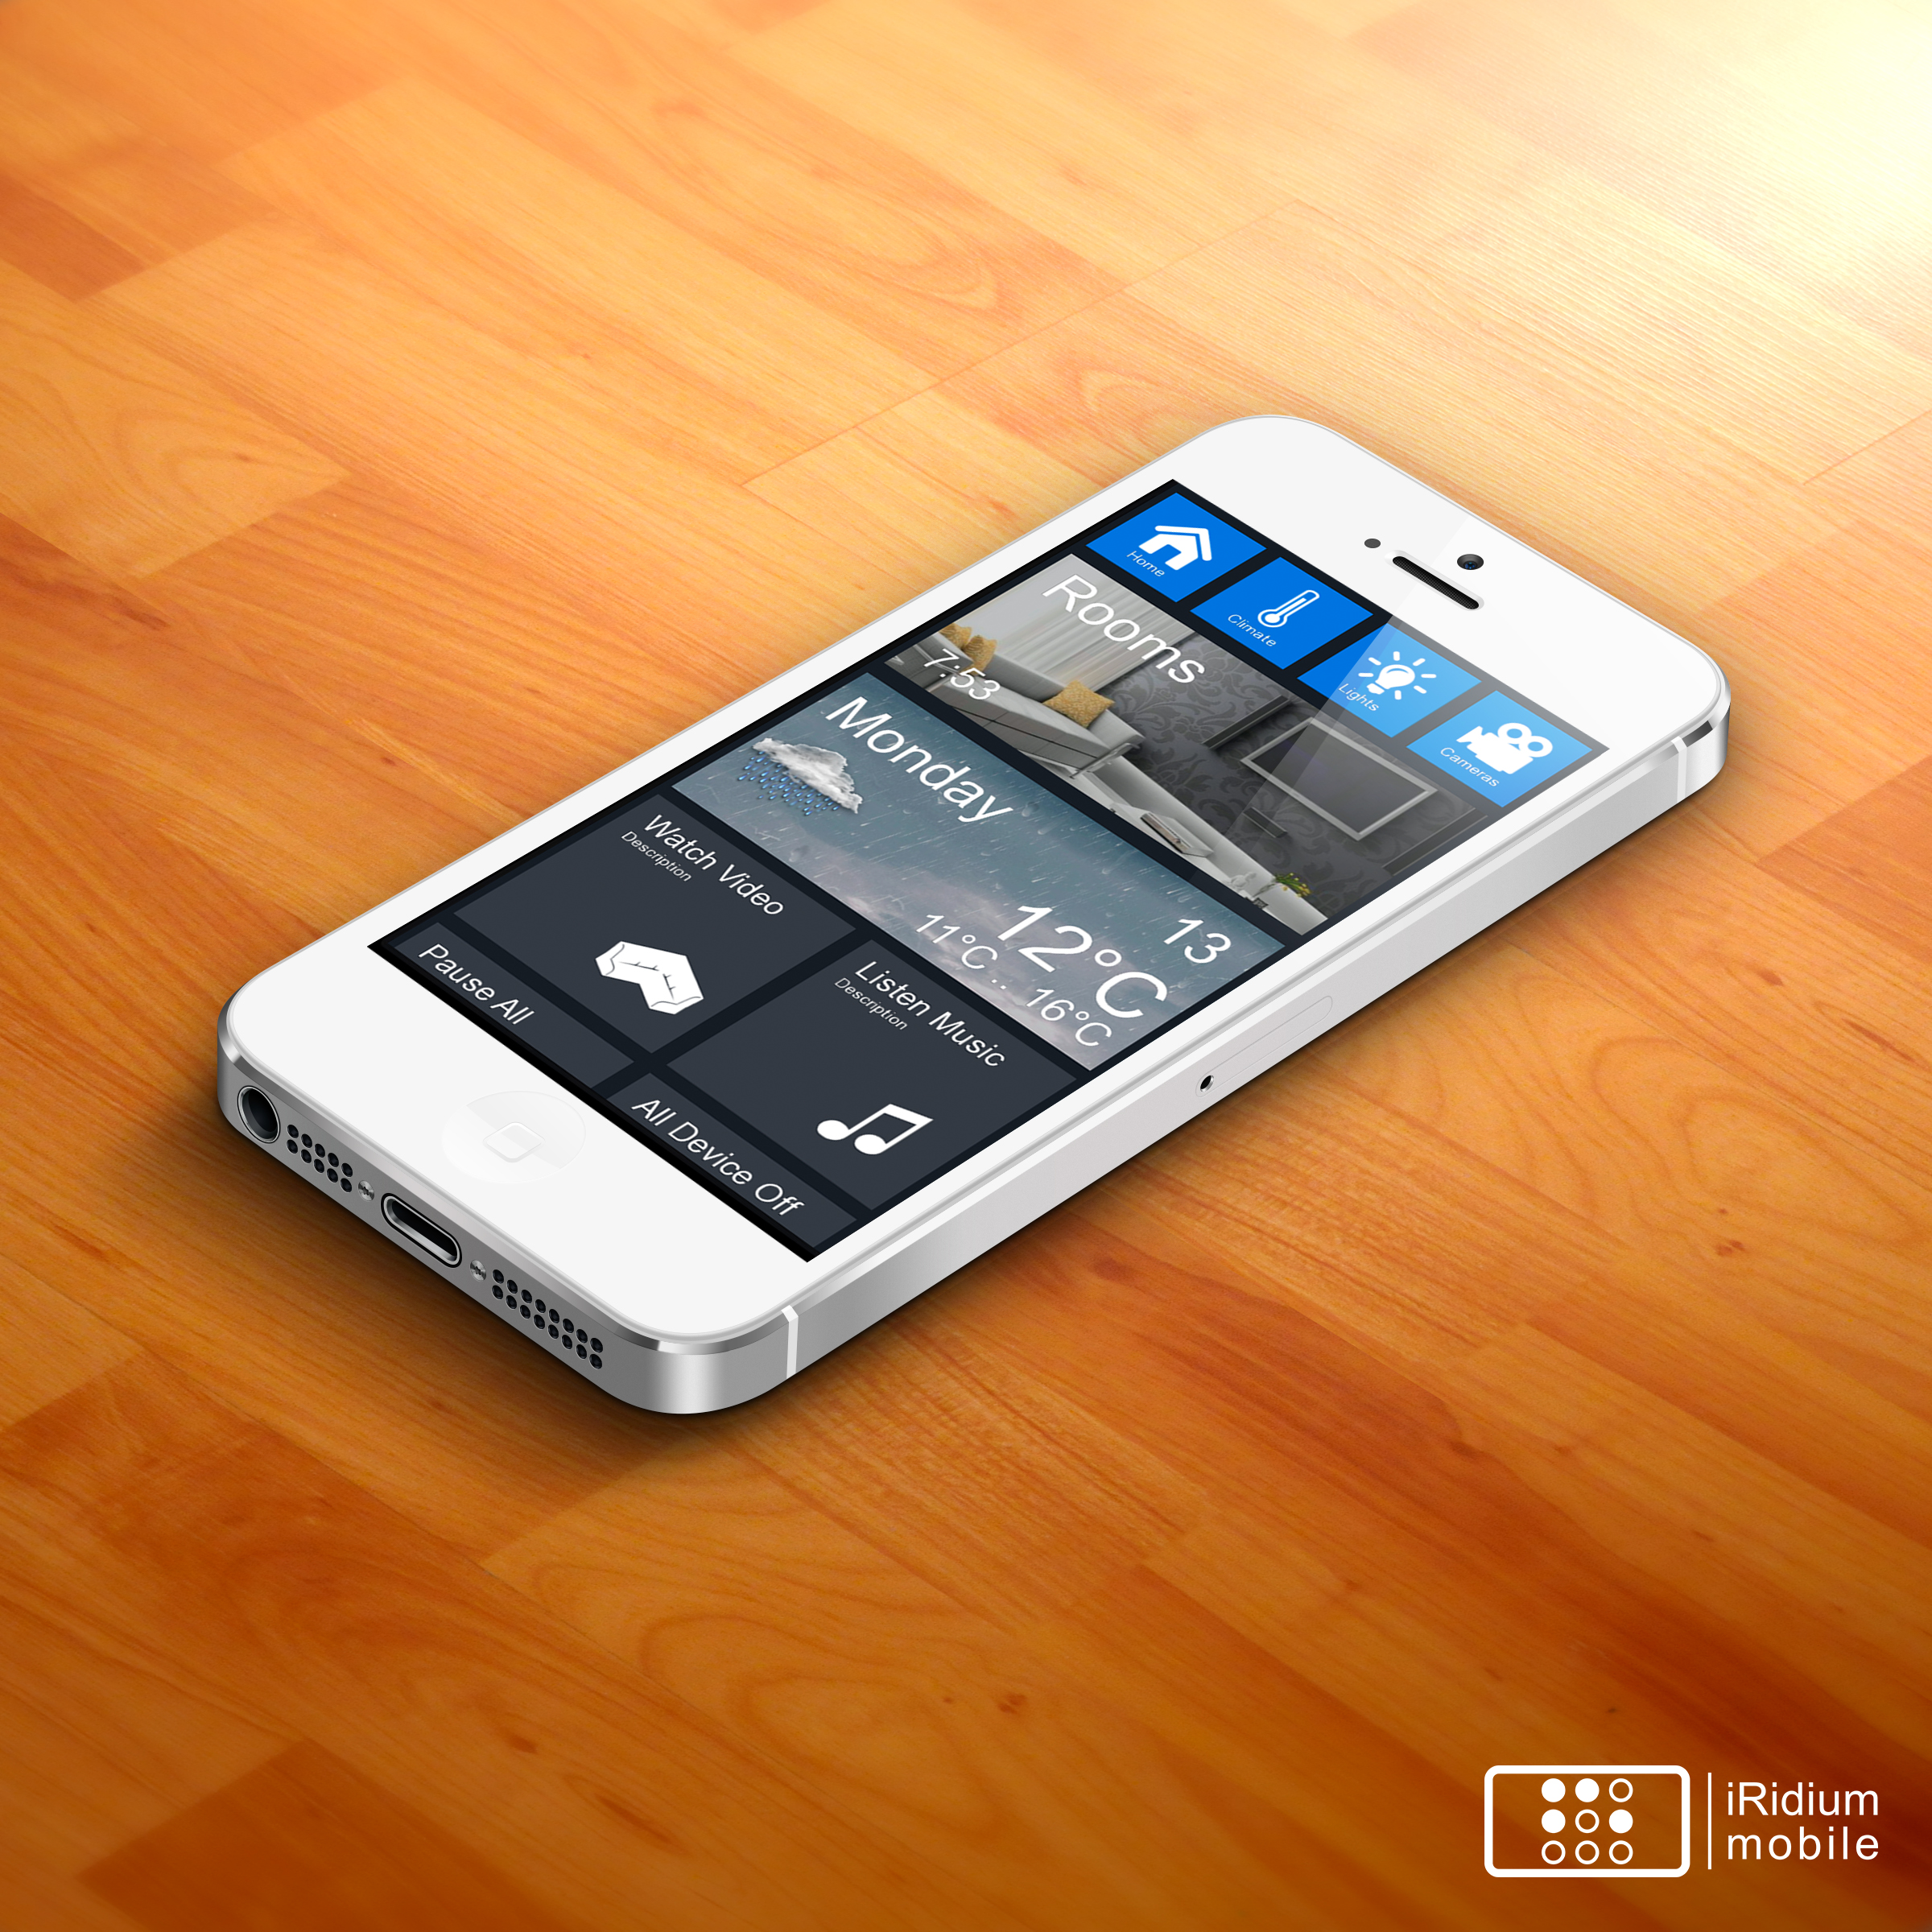 Home
Climate
Lights
Cameras
Rooms
7:53
Monday
13
12°C
11°C .. 16°C
Watch Video
Description
Listen Music
Description
Pause All
All Device Off
iRidium
mobile